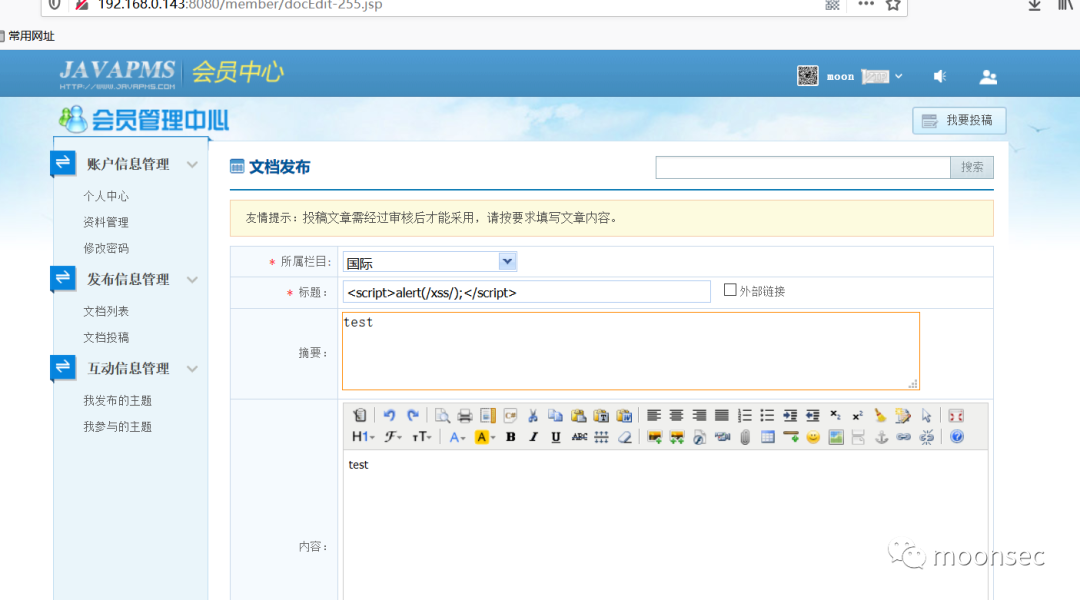 192.168.0.143:8080/member/docEdit-255.jsp
常用网址
JAVAPMS 会员中心
HTTP://WWW.JAVAPMS.COM
moon
会员管理中心
我要投稿
账户信息管理
个人中心
资料管理
修改密码
发布信息管理
文档列表
文档投稿
互动信息管理
我发布的主题
我参与的主题
文档发布
搜索
友情提示：投稿文章需经过审核后才能采用，请按要求填写文章内容。
* 所属栏目： 国际
* 标题： <script>alert(/xss/);</script> 外部链接
摘要： test
H1 F TT A A B I U ABC
内容： test
moonsec